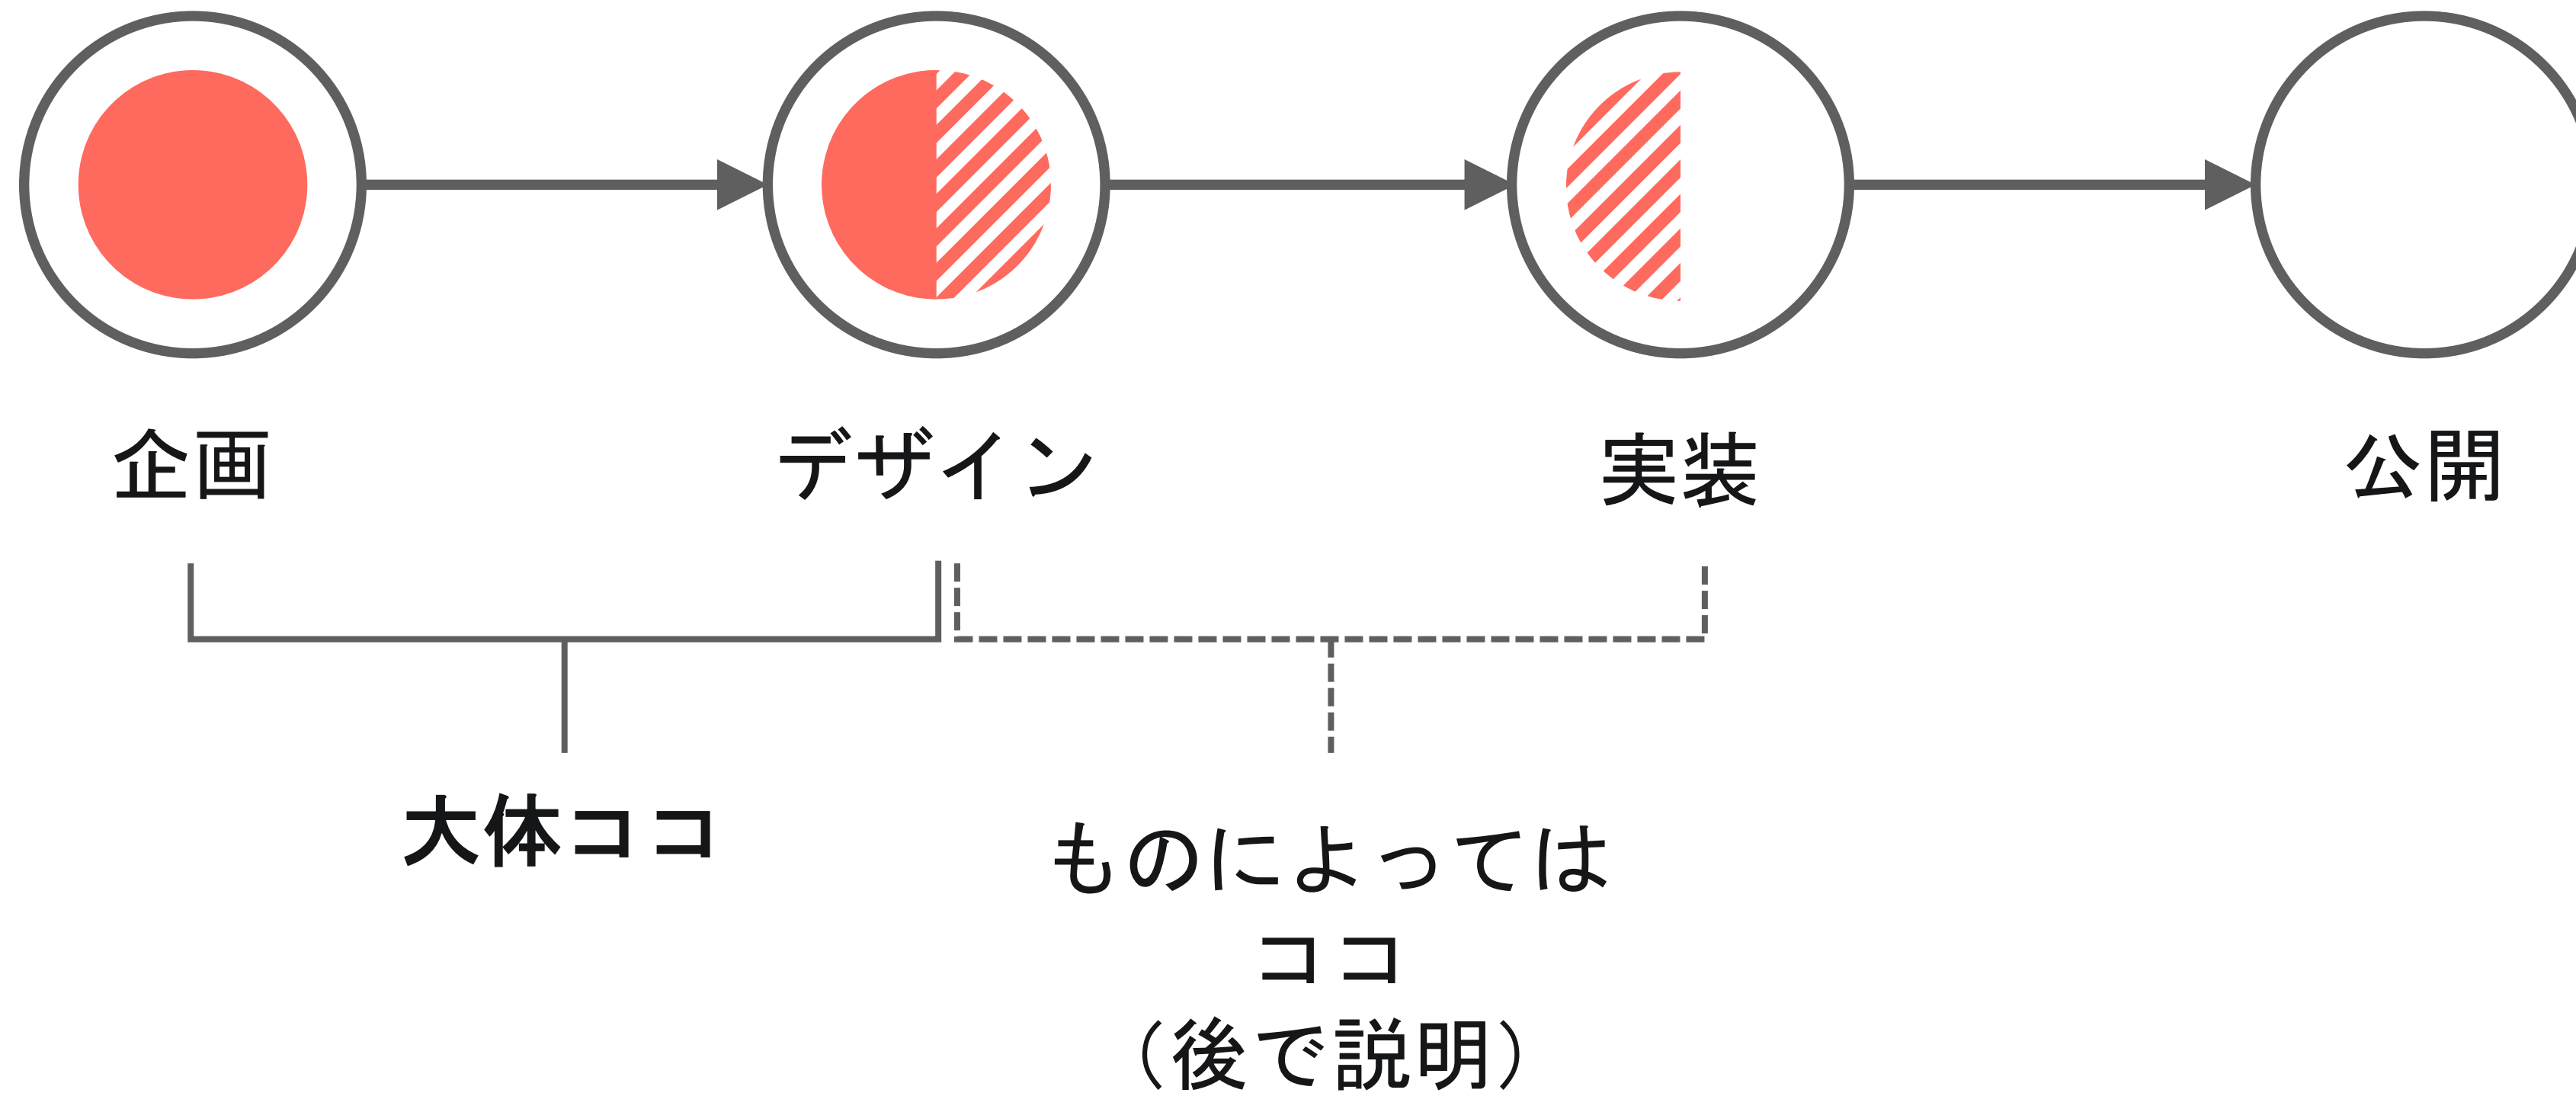 企画
デザイン
実装
公開
大体ココ
ものによっては
ココ
（後で説明）